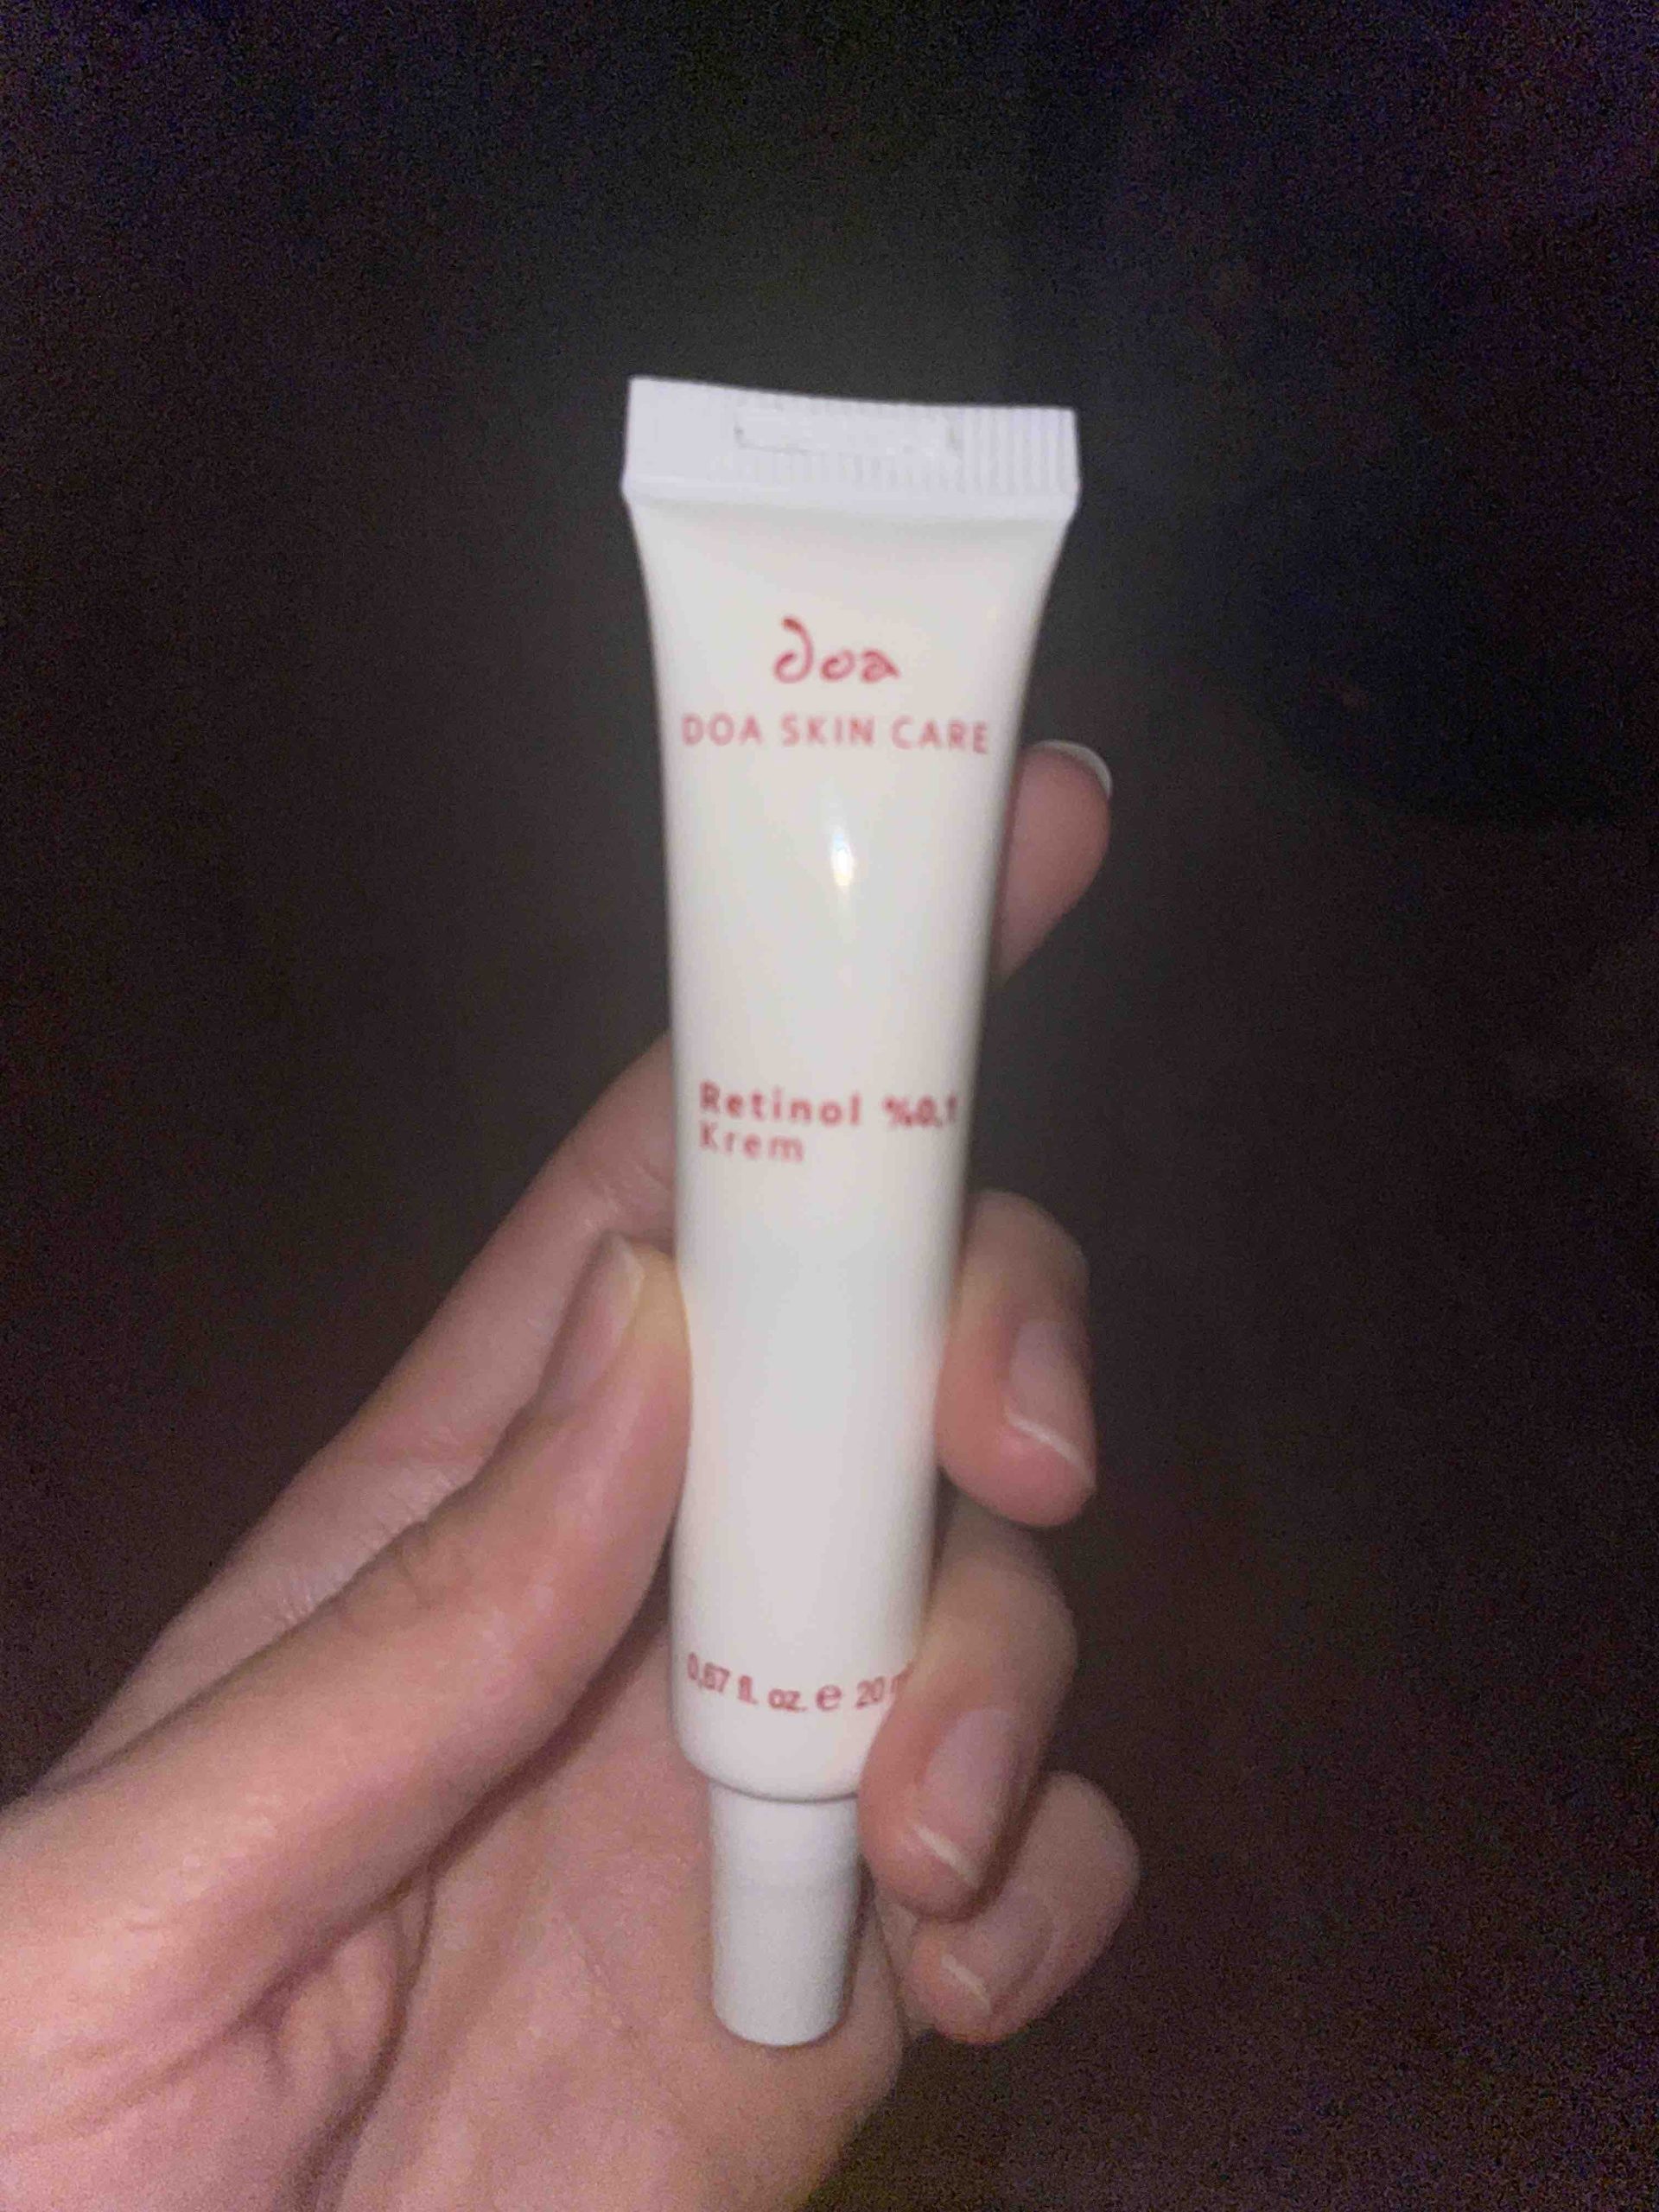 doa
DOA SKIN CARE
Retinol %0.1
Krem
0,67 fl. oz. e 20